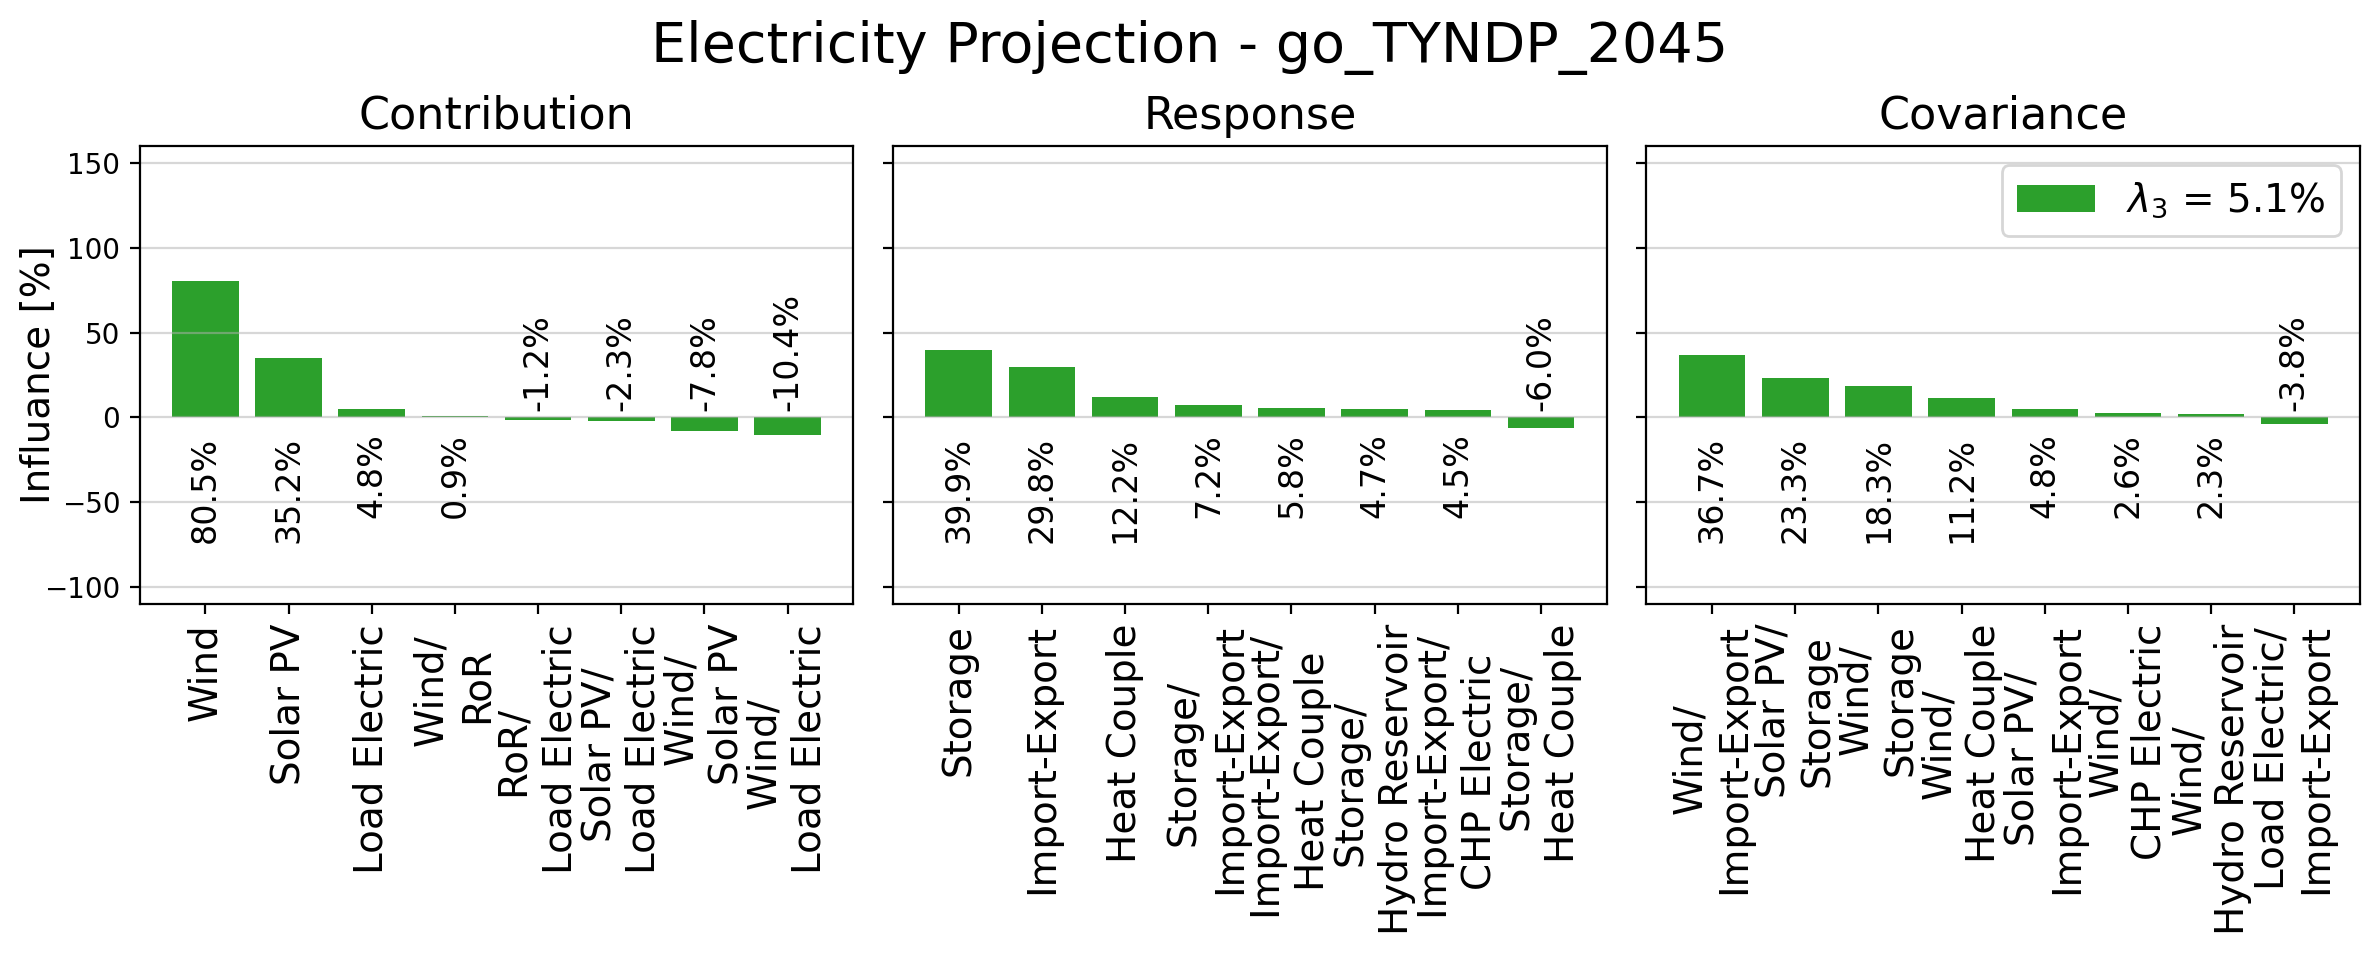 Electricity Projection - go_TYNDP_2045
Contribution
Response
Covariance
Influance [%]
150
100
50
0
−50
−100
80.5%
35.2%
4.8%
0.9%
-1.2%
-2.3%
-7.8%
-10.4%
Wind
Solar PV
Load Electric
Wind/
RoR
RoR/
Load Electric
Solar PV/
Load Electric
Wind/
Solar PV
Wind/
Load Electric
39.9%
29.8%
12.2%
7.2%
5.8%
4.7%
4.5%
-6.0%
Storage
Import-Export
Heat Couple
Storage/
Import-Export
Import-Export/
Heat Couple
Storage/
Hydro Reservoir
Import-Export/
CHP Electric
Storage/
Heat Couple
λ3 = 5.1%
36.7%
23.3%
18.3%
11.2%
4.8%
2.6%
2.3%
-3.8%
Wind/
Import-Export
Solar PV/
Storage
Wind/
Storage
Wind/
Heat Couple
Solar PV/
Import-Export
Wind/
CHP Electric
Wind/
Hydro Reservoir
Load Electric/
Import-Export